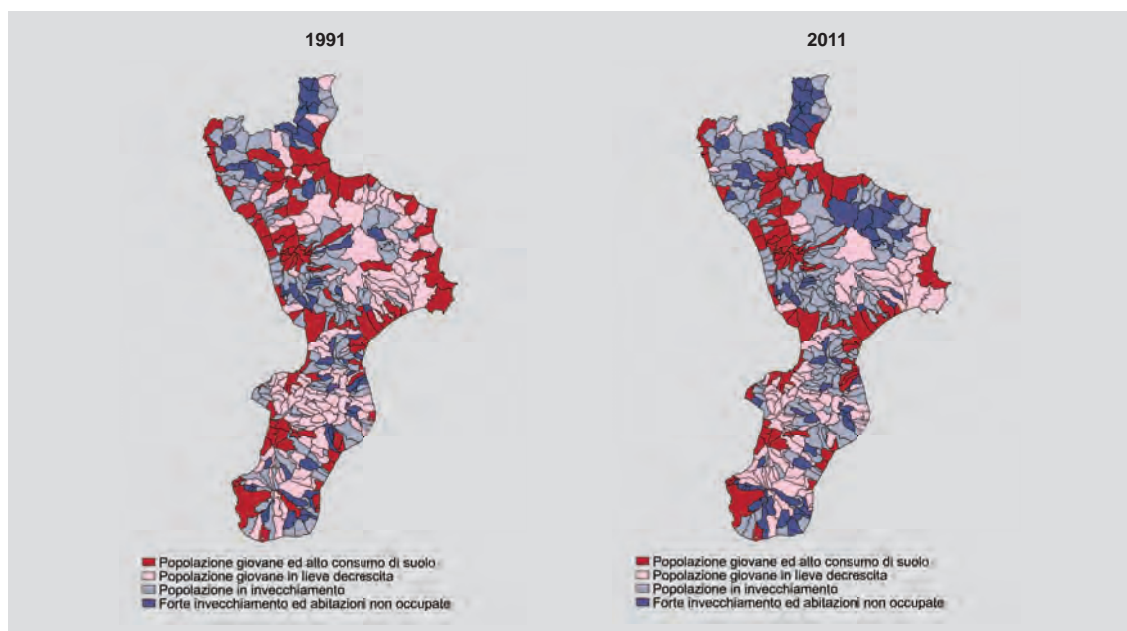 1991
2011
Popolazione giovane ed alto consumo di suolo
Popolazione giovane in lieve decrescita
Popolazione in invecchiamento
Forte invecchiamento ed abitazioni non occupate
Popolazione giovane ed alto consumo di suolo
Popolazione giovane in lieve decrescita
Popolazione in invecchiamento
Forte invecchiamento ed abitazioni non occupate